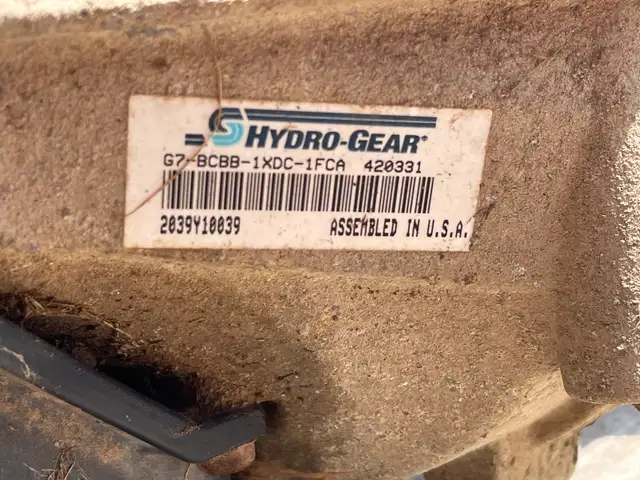 HYDRO-GEAR®
G7-BCBB-1XDC-1FCA 420331
2039Y10039 ASSEMBLED IN U.S.A.